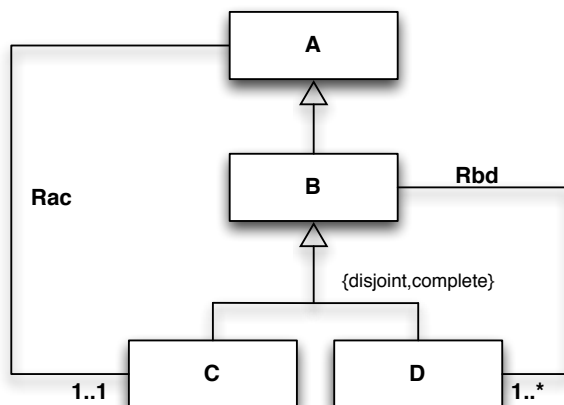 A
B
Rbd
Rac
{disjoint,complete}
C
D
1..1
1..*